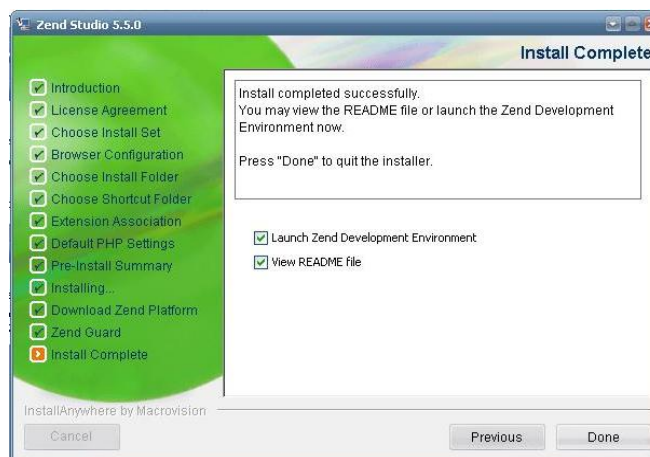 Zend Studio 5.5.0
Install Complete
Introduction
License Agreement
Choose Install Set
Browser Configuration
Choose Install Folder
Choose Shortcut Folder
Extension Association
Default PHP Settings
Pre-Install Summary
Installing...
Download Zend Platform
Zend Guard
Install Complete
Install completed successfully.
You may view the README file or launch the Zend Development
Environment now.
Press "Done" to quit the installer.
Launch Zend Development Environment
View README file
InstallAnywhere by Macrovision
Cancel
Previous
Done